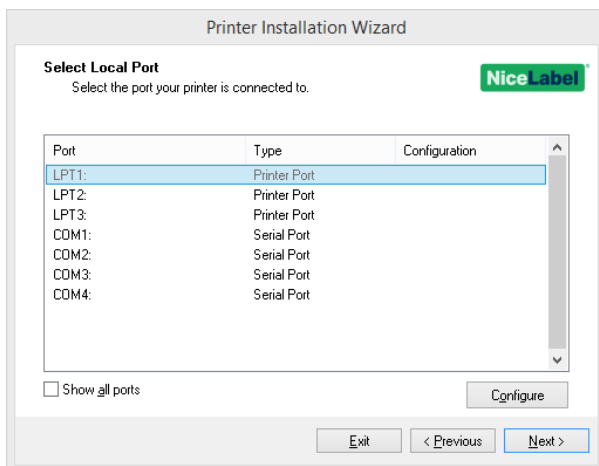 Printer Installation Wizard
Select Local Port
Select the port your printer is connected to.
NiceLabel
Port Type Configuration
LPT1: Printer Port
LPT2: Printer Port
LPT3: Printer Port
COM1: Serial Port
COM2: Serial Port
COM3: Serial Port
COM4: Serial Port
Show all ports
Configure
Exit < Previous Next >